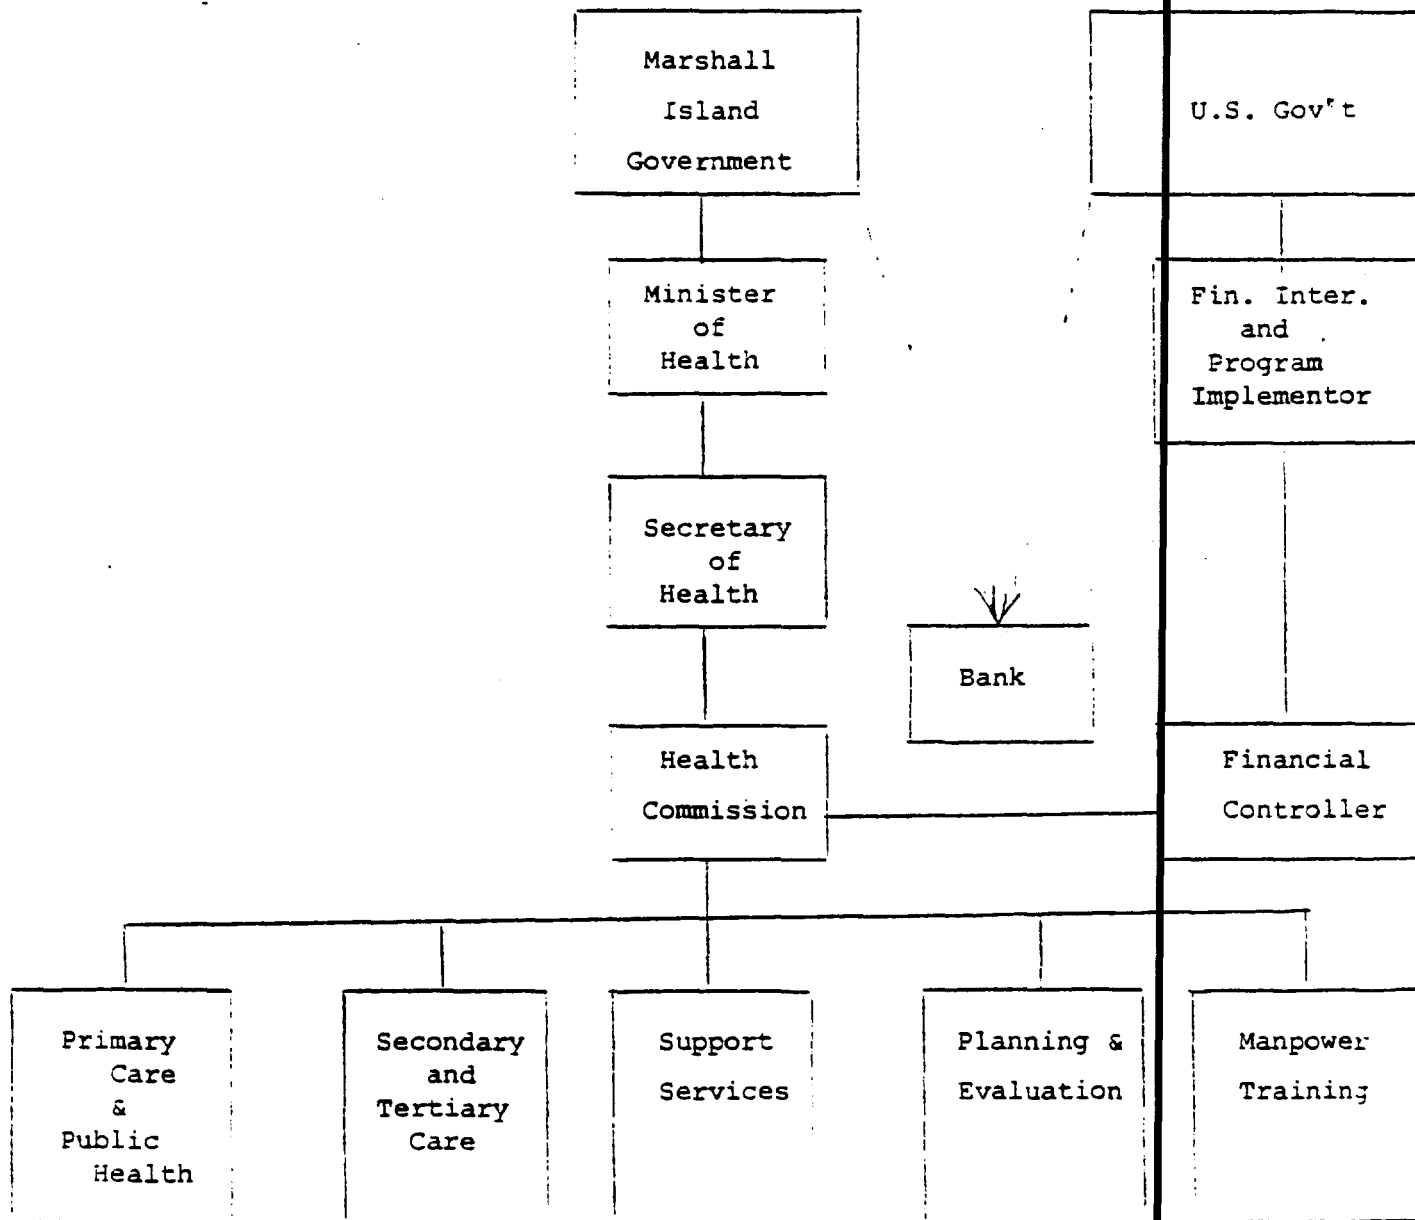 Marshall
Island
Government
U.S. Gov't
Minister
of
Health
Fin. Inter.
and
Program
Implementor
Secretary
of
Health
Bank
Health
Commission
Financial
Controller
Primary
Care
&
Public
Health
Secondary
and
Tertiary
Care
Support
Services
Planning &
Evaluation
Manpower
Training